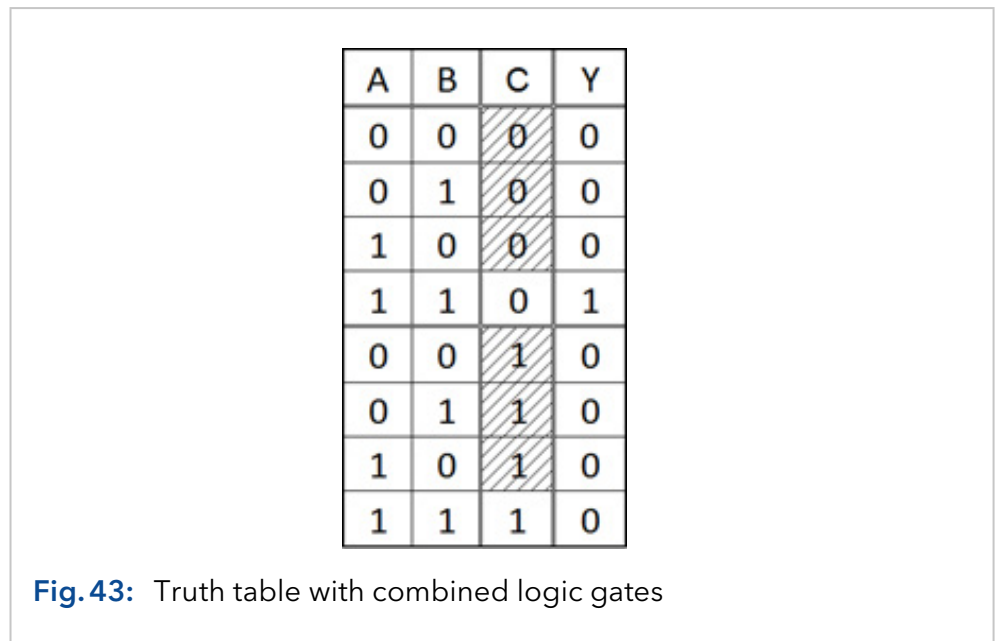 A B C Y
0 0 0 0
0 1 0 0
1 0 0 0
1 1 0 1
0 0 1 0
0 1 1 0
1 0 1 0
1 1 1 0
Fig. 43: Truth table with combined logic gates